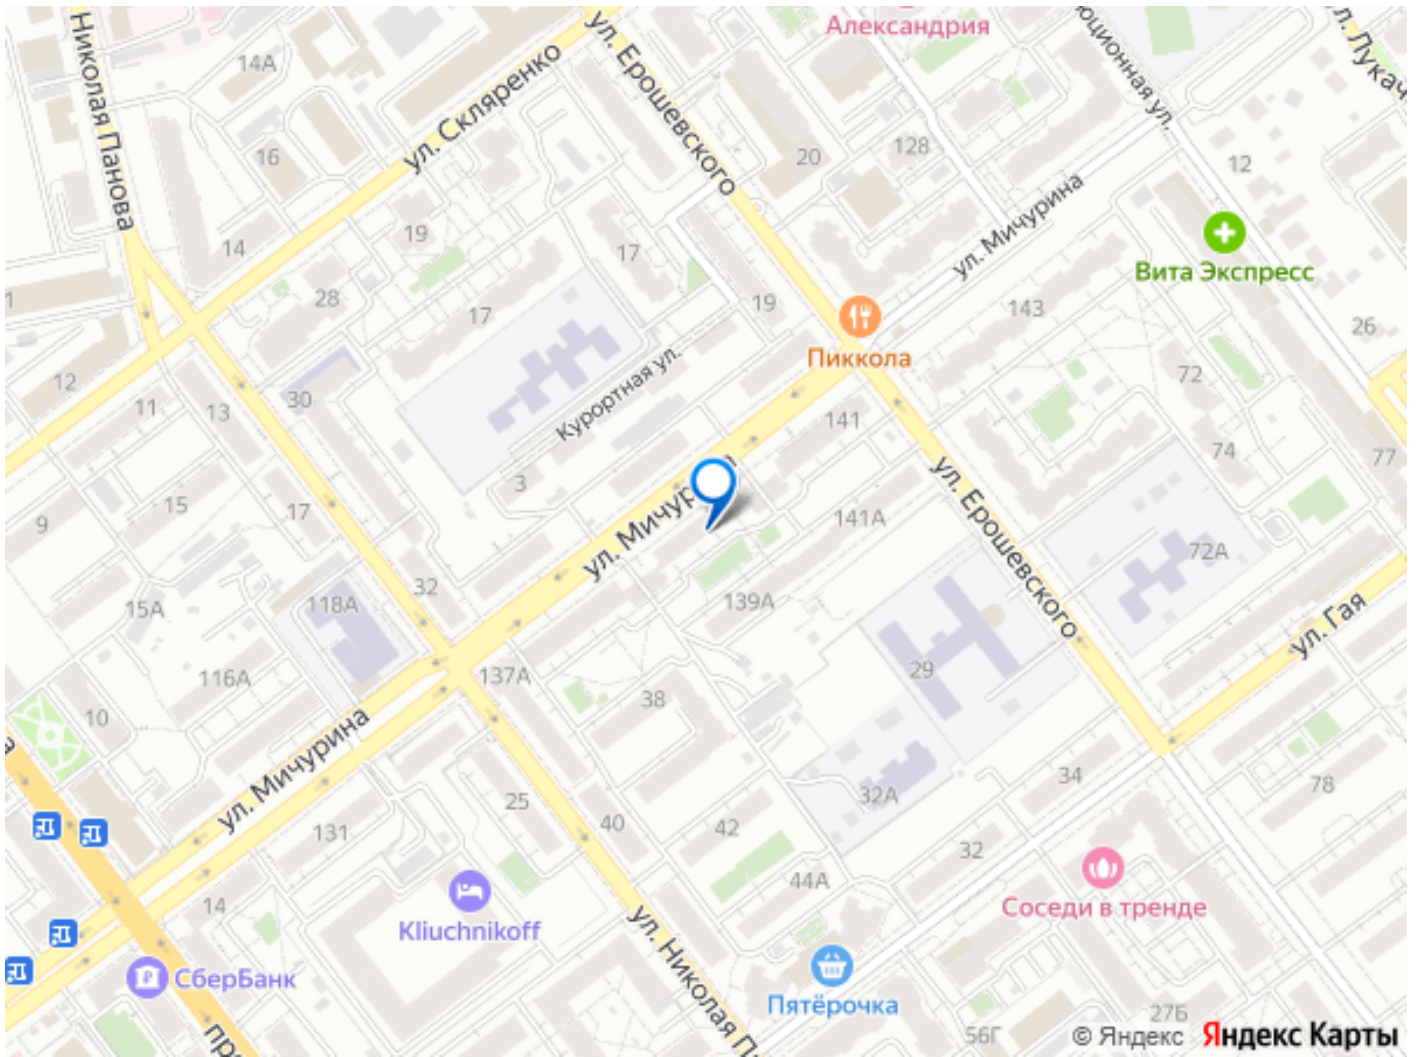 Александрия
Николая Панова
14А
ул. Скляренко
ул. Ерошевского
юционная ул.
л. Лукач
16
20
128
12
14
19
17
19
ул. Мичурина
Вита Экспресс
28
17
143
26
Пиккола
12
11
13
30
Курортная ул.
141
72
74
77
9
15
17
3
ул. Мичур
141А
ул. Ерошевского
72А
15А
118А
32
139А
ул. Гая
116А
137А
38
29
10
ул. Мичурина
34
78
25
32А
131
40
42
32
44А
14
Kliuchnikoff
Соседи в тренде
СберБанк
ул. Николая П
Пятёрочка
пр
56Г
27Б
© Яндекс Яндекс Карты